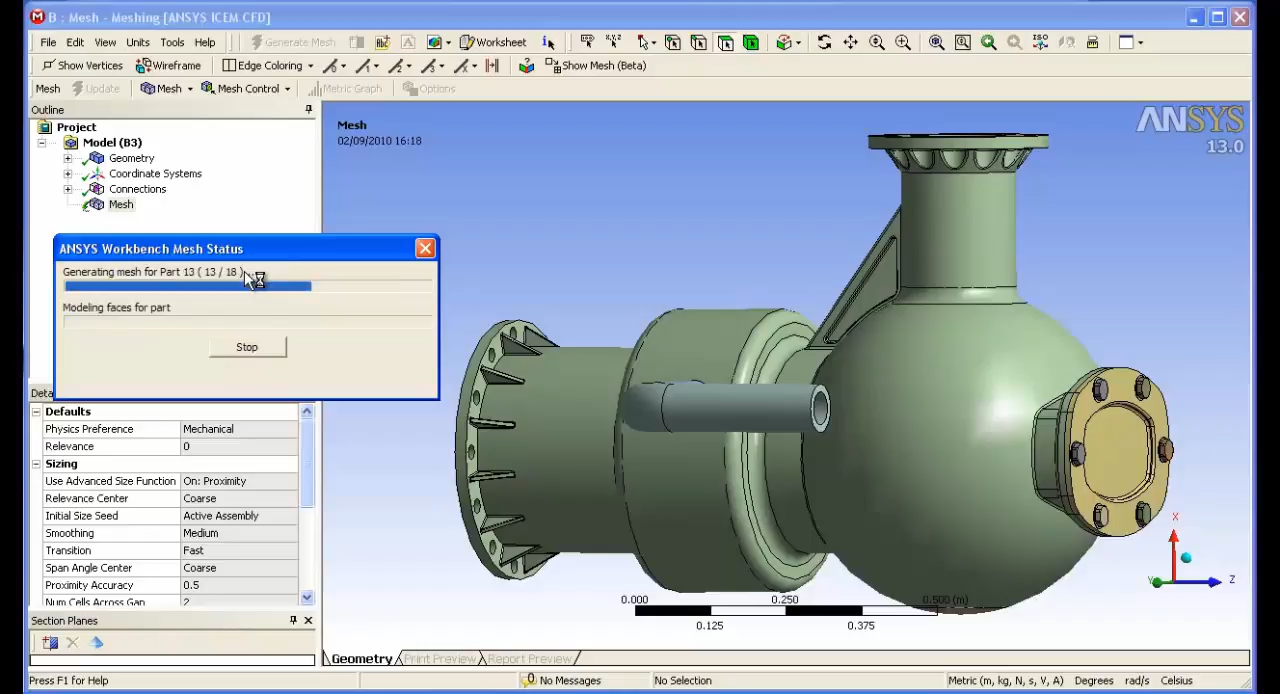 B : Mesh - Meshing [ANSYS ICEM CFD]
File Edit View Units Tools Help Generate Mesh Worksheet
Show Vertices Wireframe Edge Coloring Show Mesh (Beta)
Mesh Update Mesh Mesh Control Metric Graph Options
Outline
Project
Model (B3)
Geometry
Coordinate Systems
Connections
Mesh
Mesh
02/09/2010 16:18
ANSYS
13.0
ANSYS Workbench Mesh Status
Generating mesh for Part 13 ( 13 / 18 )
Modeling faces for part
Stop
Deta
Defaults
Physics Preference Mechanical
Relevance 0
Sizing
Use Advanced Size Function On: Proximity
Relevance Center Coarse
Initial Size Seed Active Assembly
Smoothing Medium
Transition Fast
Span Angle Center Coarse
Proximity Accuracy 0.5
Num Cells Across Gap 2
Section Planes
0.000 0.250 0.500 (m)
0.125 0.375
X
Y
Z
Geometry Print Preview Report Preview
Press F1 for Help 0 No Messages No Selection Metric (m, kg, N, s, V, A) Degrees rad/s Celsius